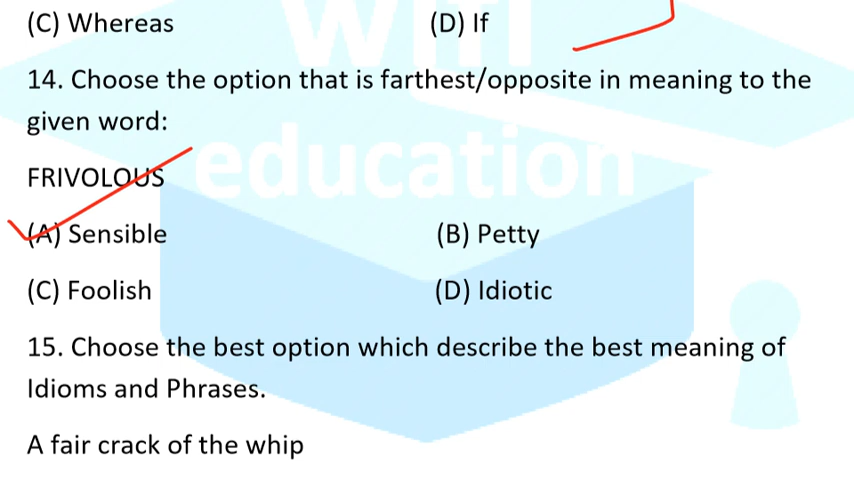 Wifi
(C) Whereas (D) If
14. Choose the option that is farthest/opposite in meaning to the
given word:
education
FRIVOLOUS
(A) Sensible (B) Petty
(C) Foolish (D) Idiotic
15. Choose the best option which describe the best meaning of
Idioms and Phrases.
A fair crack of the whip